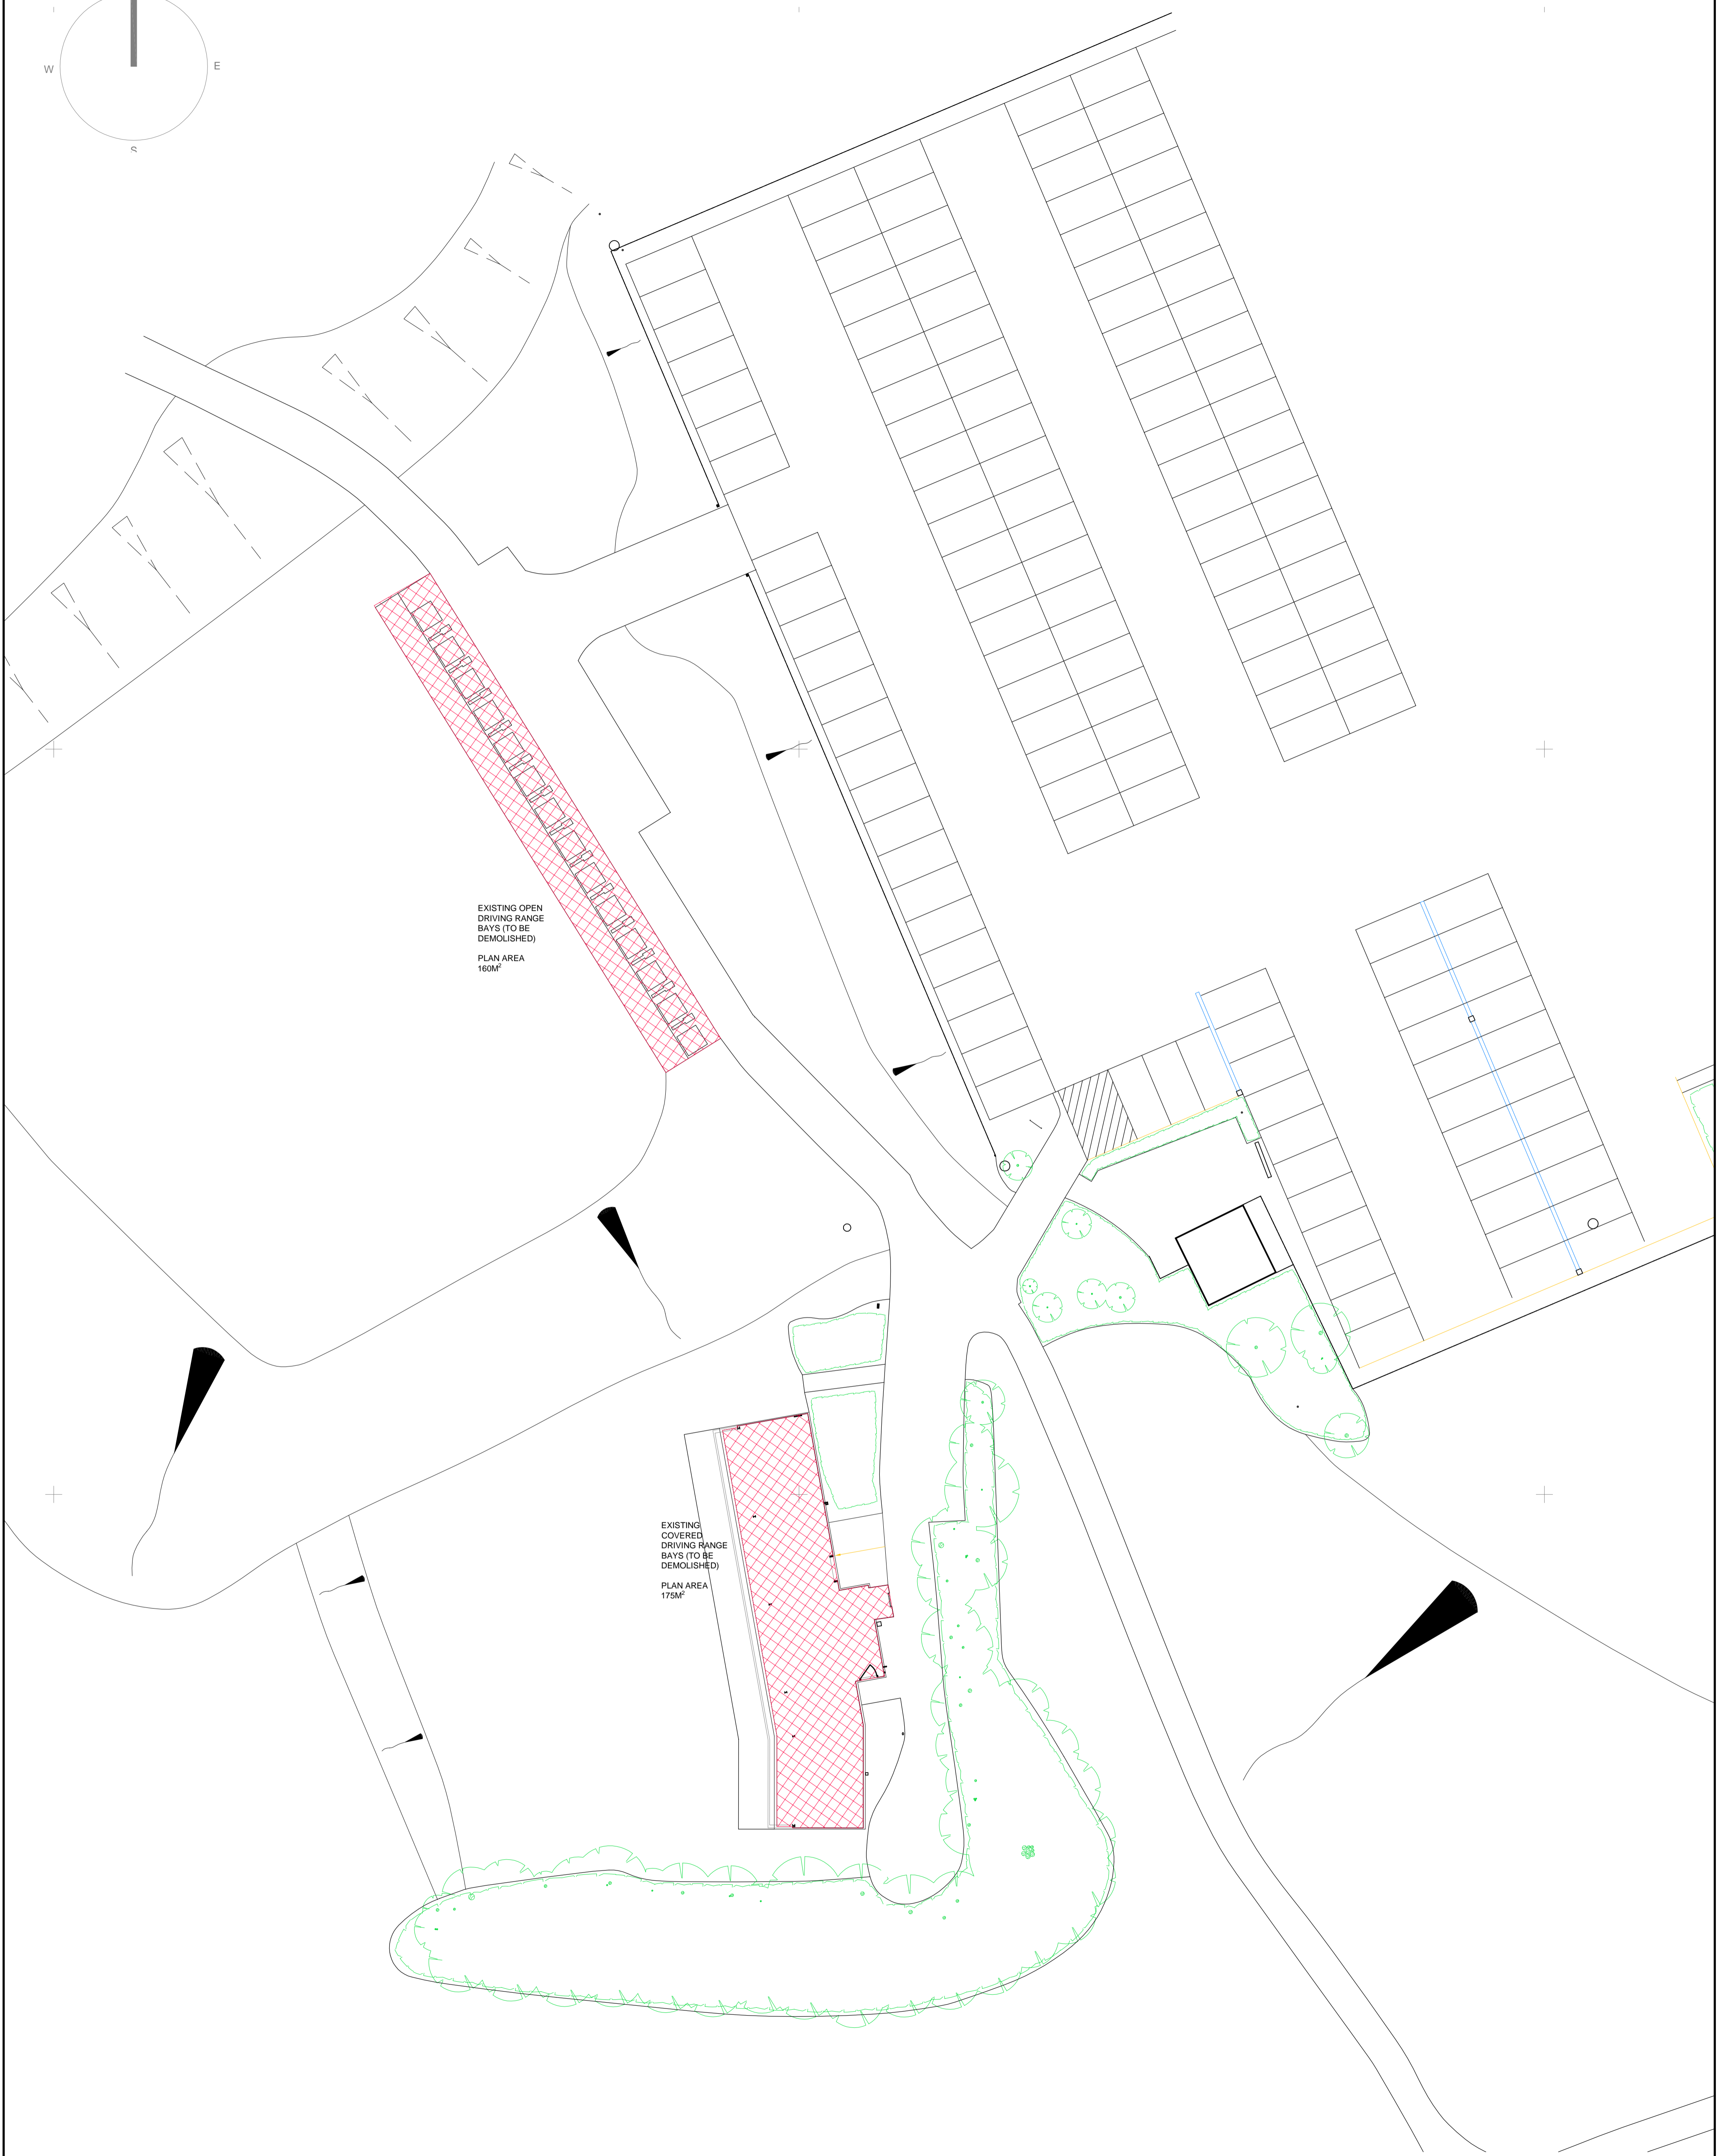 W
E
S
EXISTING OPEN
DRIVING RANGE
BAYS (TO BE
DEMOLISHED)
PLAN AREA
160M²
EXISTING
COVERED
DRIVING RANGE
BAYS (TO BE
DEMOLISHED)
PLAN AREA
175M²